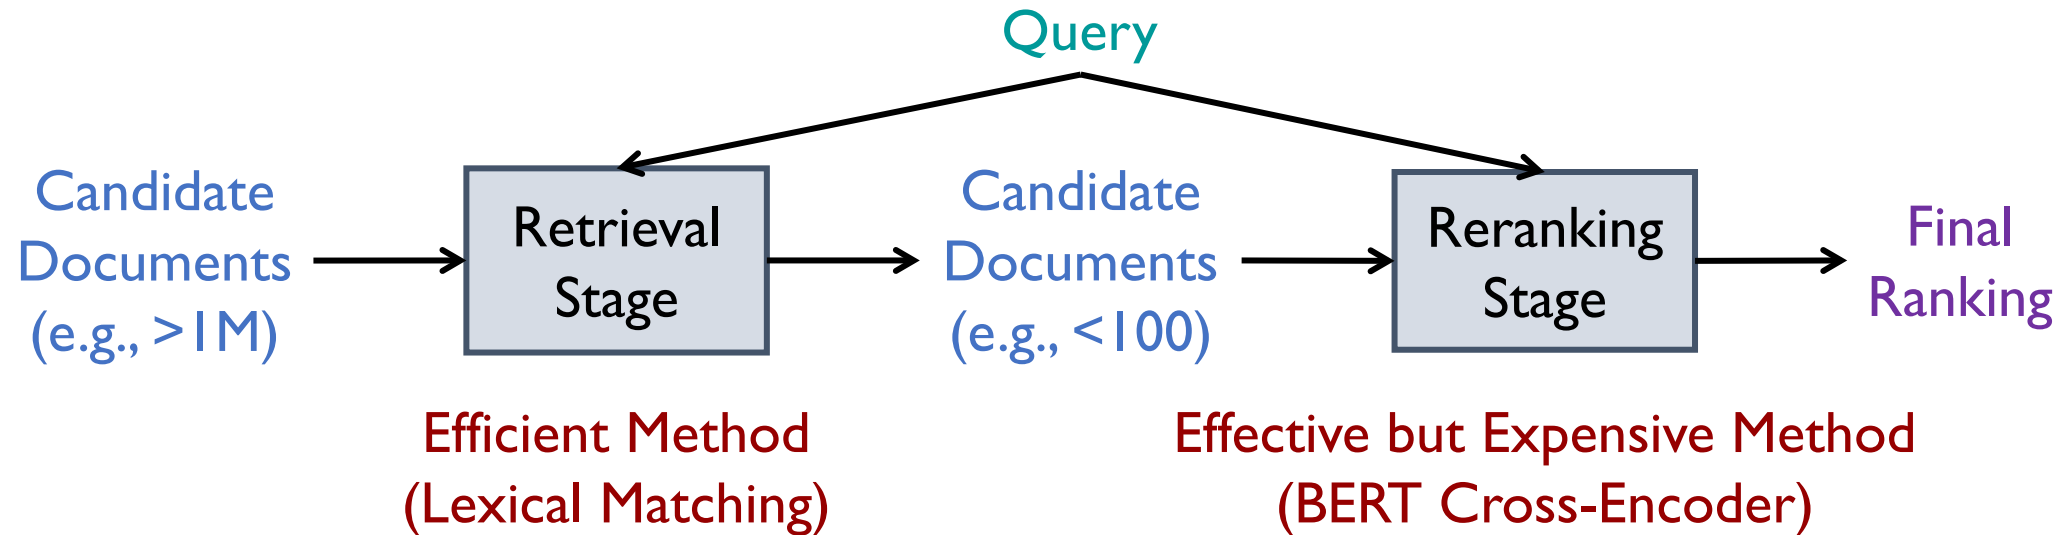 Query
Candidate
Documents
(e.g., >1M)
Retrieval
Stage
Candidate
Documents
(e.g., <100)
Reranking
Stage
Final
Ranking
Efficient Method
(Lexical Matching)
Effective but Expensive Method
(BERT Cross-Encoder)